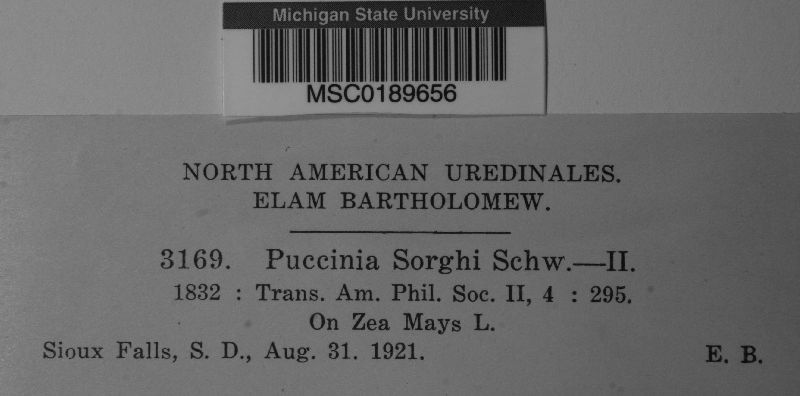 Michigan State University
MSC0189656
NORTH AMERICAN UREDINALES.
ELAM BARTHOLOMEW.
3169. Puccinia Sorghi Schw.—II.
1832 : Trans. Am. Phil. Soc. II, 4 : 295.
On Zea Mays L.
Sioux Falls, S. D., Aug. 31. 1921. E. B.